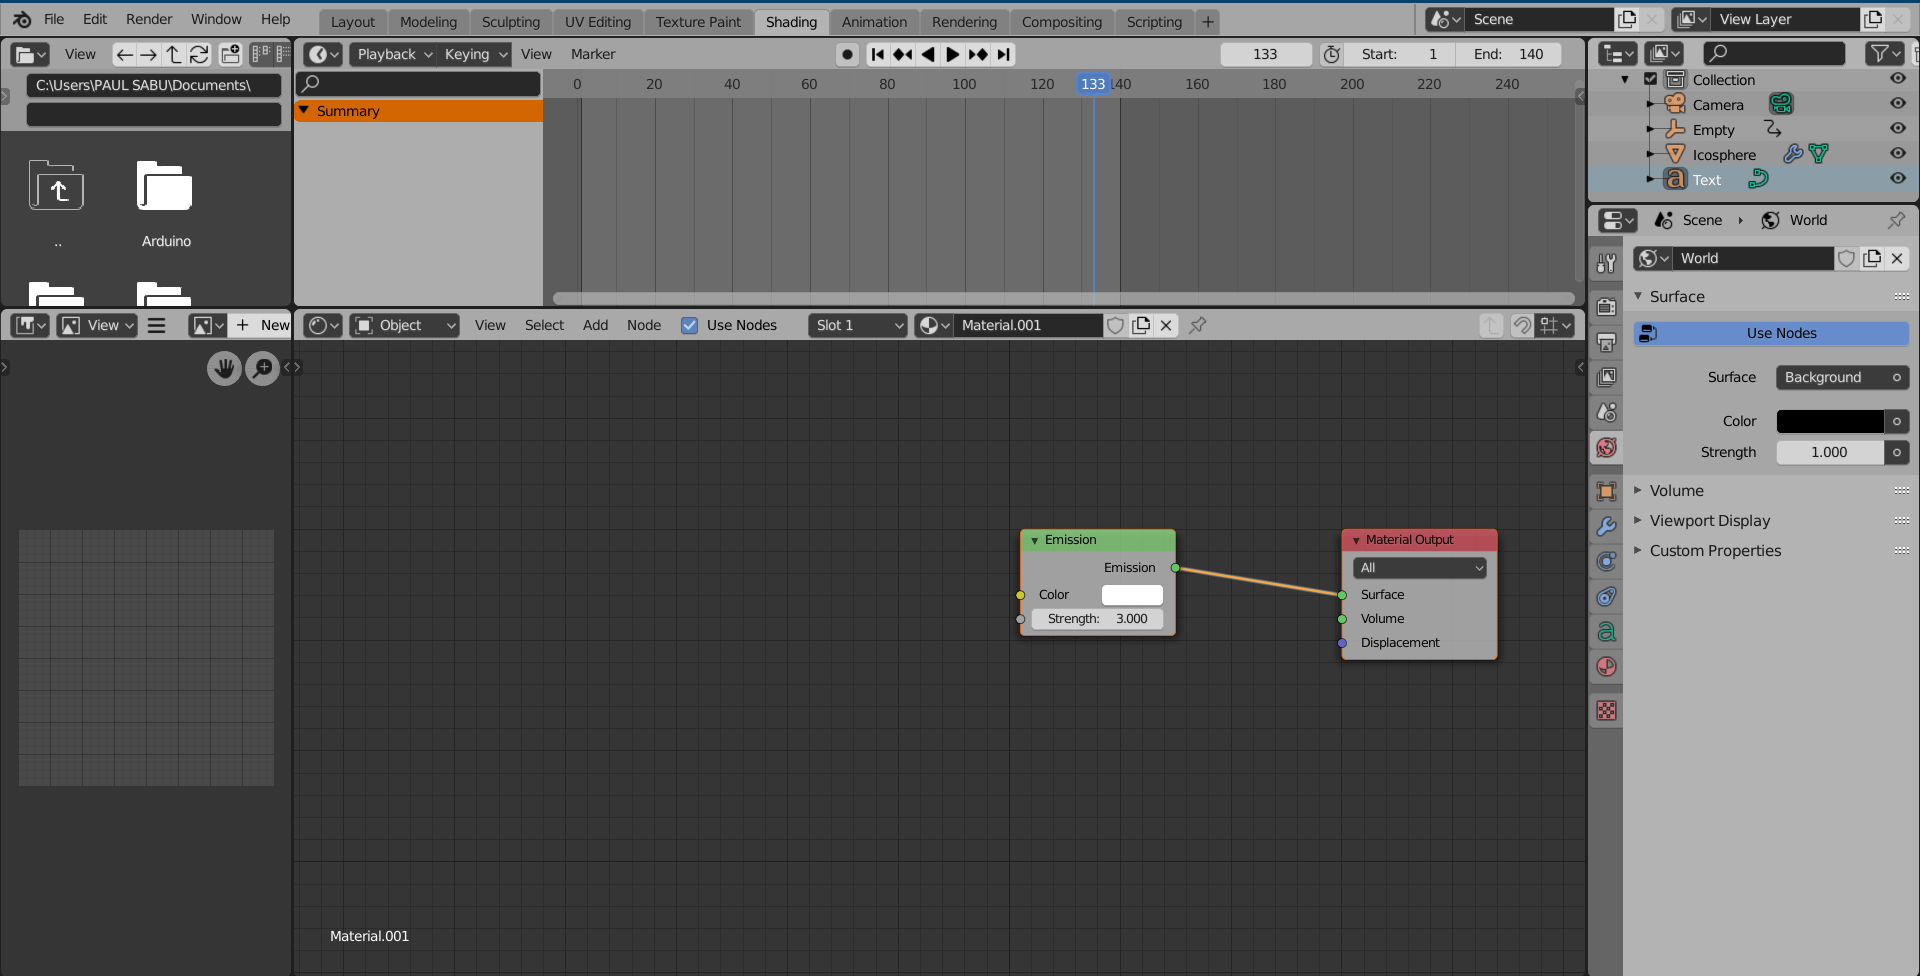 File Edit Render Window Help Layout Modeling Sculpting UV Editing Texture Paint Shading Animation Rendering Compositing Scripting + Scene View Layer
View Playback Keying View Marker 133 Start: 1 End: 140
C:\Users\PAUL SABU\Documents\
0 20 40 60 80 100 120 133 140 160 180 200 220 240
Summary
..
Arduino
Collection
Camera
Empty
Icosphere
Text
Scene World
World
Surface
Use Nodes
Surface Background
Color
Strength 1.000
Volume
Viewport Display
Custom Properties
View + New
Object View Select Add Node Use Nodes Slot 1 Material.001
Emission
Emission
Color
Strength: 3.000
Material Output
All
Surface
Volume
Displacement
Material.001